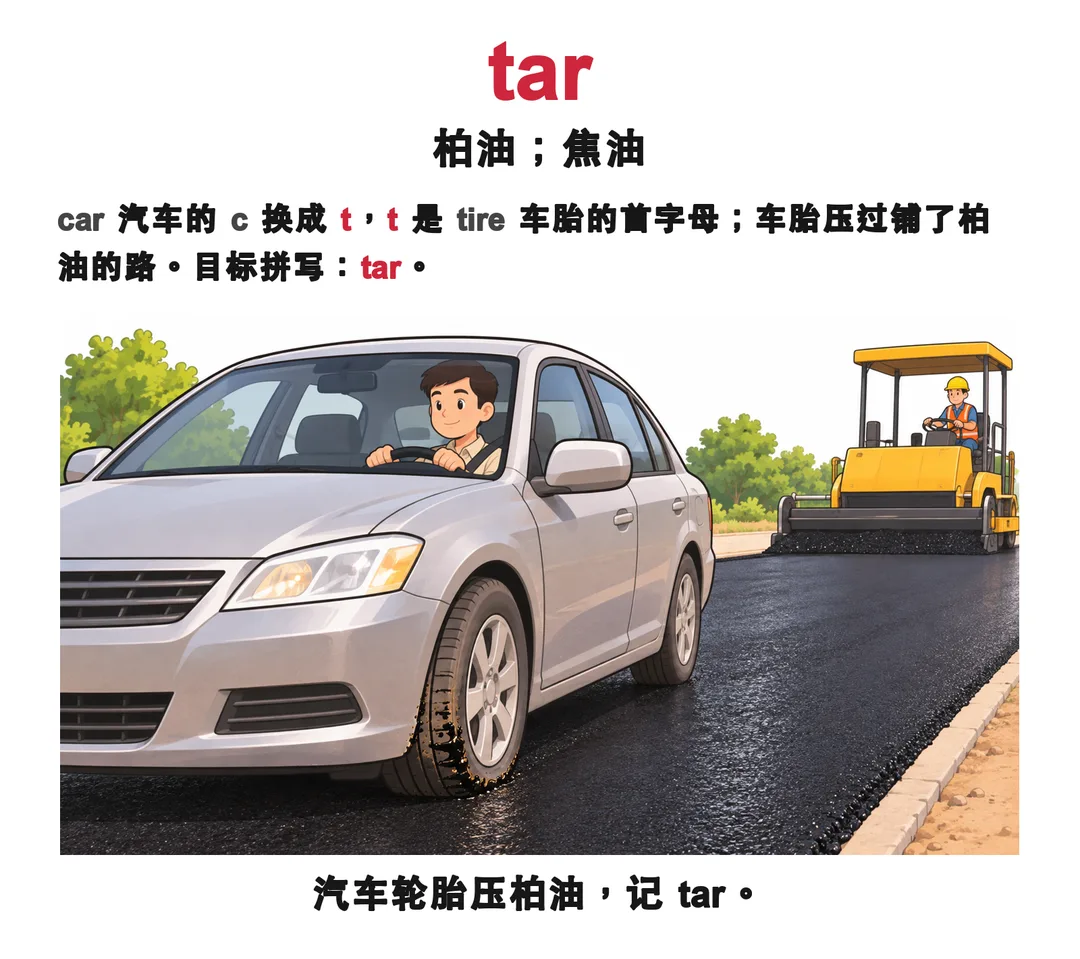 tar
柏油；焦油
car 汽车的 c 换成 t，t 是 tire 车胎的首字母；车胎压过铺了柏
油的路。目标拼写：tar。
汽车轮胎压柏油，记 tar。